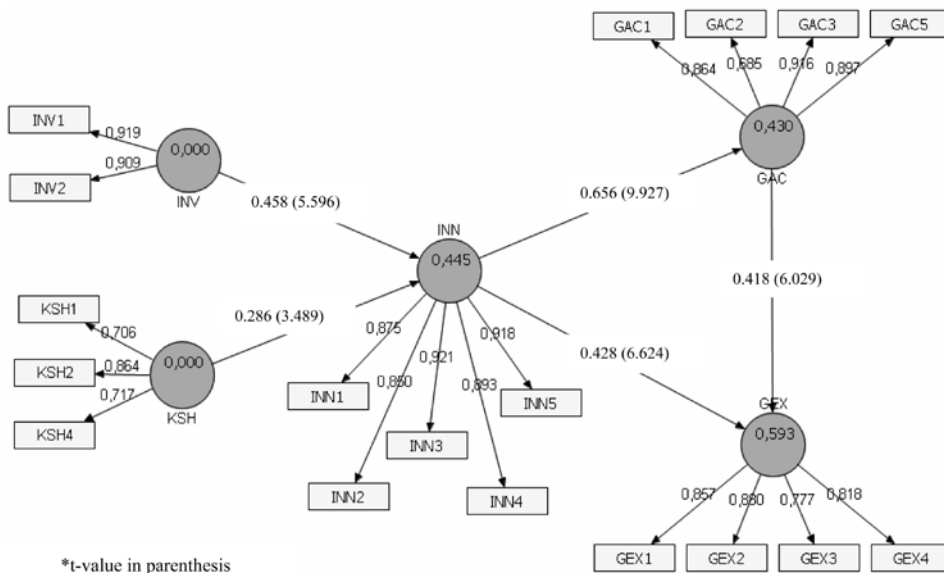 GAC1 GAC2 GAC3 GAC5
0,864 0,685 0,916 0,897
0,430
GAC
INV1
INV2
0,919
0,909
0,000
INV
0.458 (5.596)
0.656 (9.927)
INN
0,445
0.418 (6.029)
KSH1
KSH2
KSH4
0,706
0,864
0,717
0,000
KSH
0.286 (3.489)
0.428 (6.624)
0,875
0,850
0,921
0,893
0,918
INN1
INN2
INN3
INN4
INN5
GEX
0,593
0,857 0,880 0,777 0,818
GEX1 GEX2 GEX3 GEX4
*t-value in parenthesis